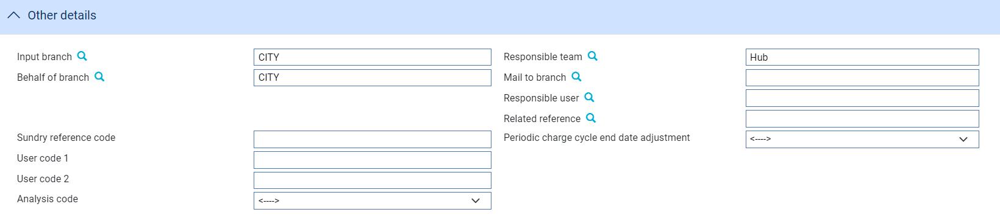 Other details
Input branch CITY Responsible team Hub
Behalf of branch CITY Mail to branch
Responsible user
Related reference
Sundry reference code Periodic charge cycle end date adjustment <---->
User code 1
User code 2
Analysis code <---->